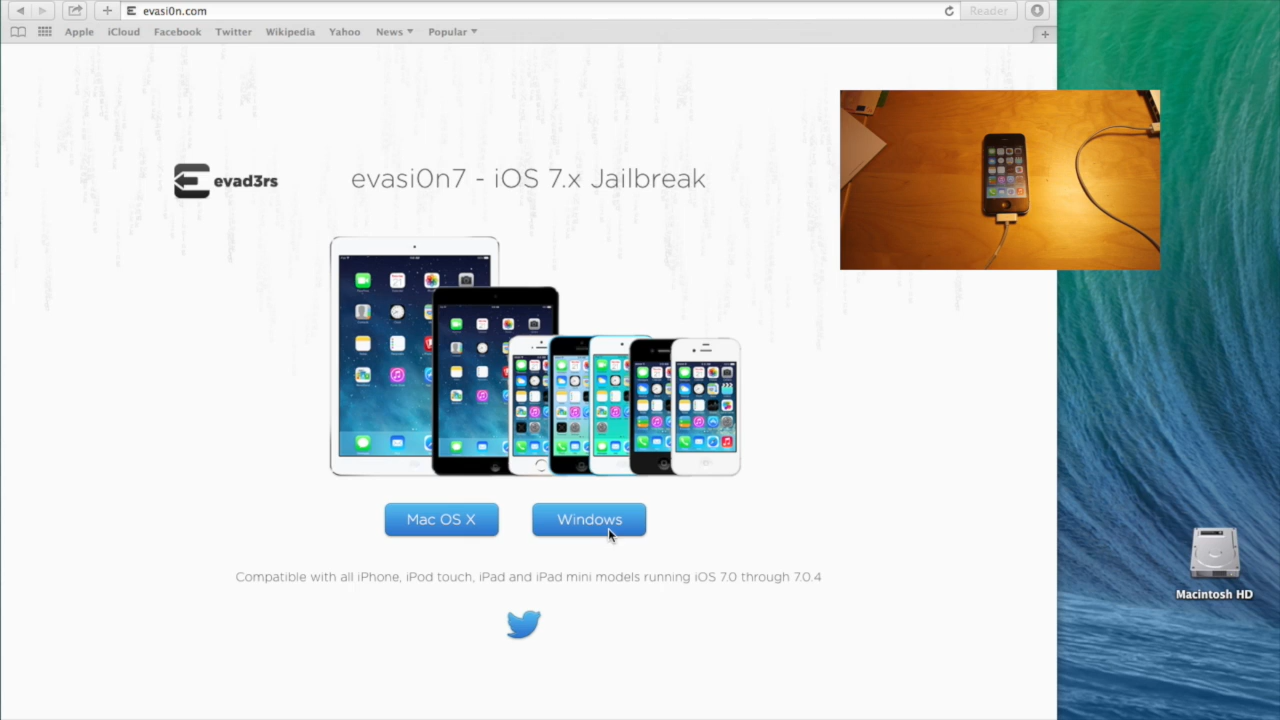 evasi0n.com
Reader
Apple iCloud Facebook Twitter Wikipedia Yahoo News Popular
evad3rs
evasi0n7 - iOS 7.x Jailbreak
Mac OS X
Windows
Compatible with all iPhone, iPod touch, iPad and iPad mini models running iOS 7.0 through 7.0.4
Macintosh HD